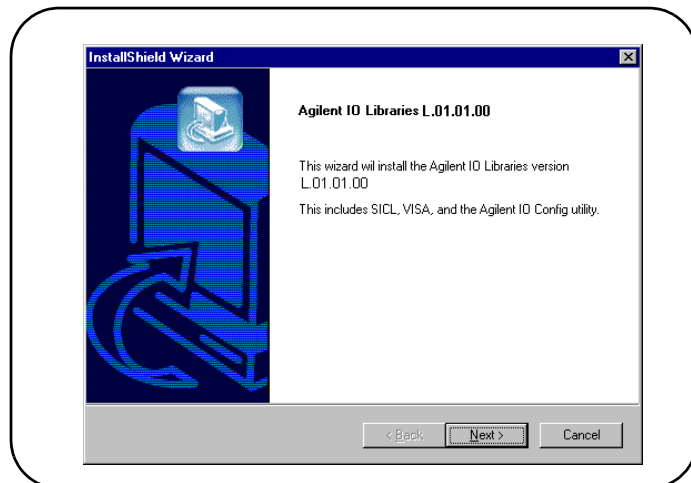 InstallShield Wizard
Agilent IO Libraries L.01.01.00
This wizard wil install the Agilent IO Libraries version
L.01.01.00
This includes SICL, VISA, and the Agilent IO Config utility.
< Back
Next >
Cancel